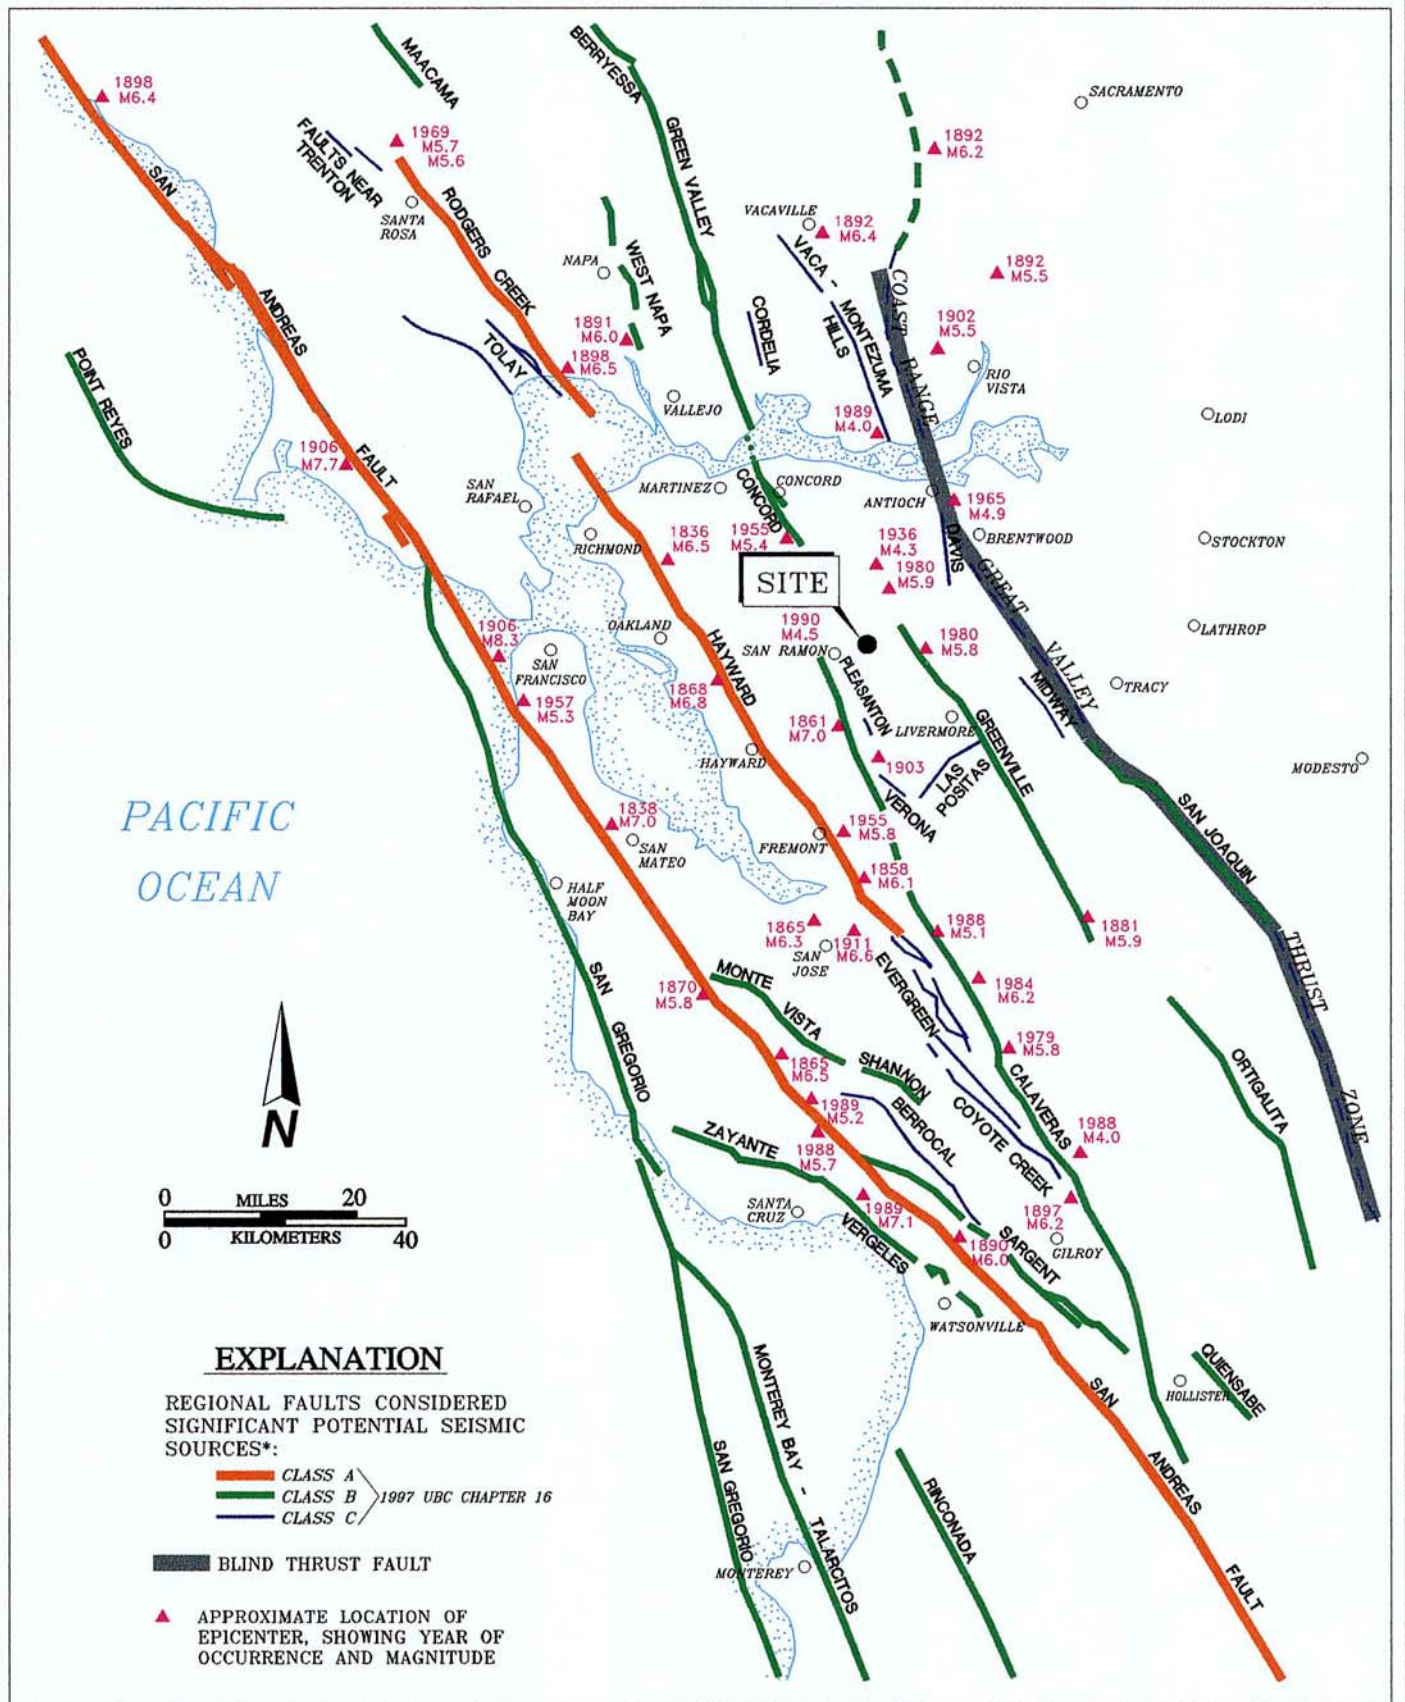 MAACAMA
BERRYESSA
SACRAMENTO
1898
M6.4
SAN
FAULTS NEAR
TRENTON
1969
M5.7
M5.6
GREEN VALLEY
1892
M6.2
SANTA
ROSA
RODGERS
CREEK
VACAVILLE
1892
M6.4
NAPA
WEST NAPA
VACA -
MONTEZUMA
HILLS
1892
M5.5
COAST
RANGE
ANDREAS
CORDELIA
1902
M5.5
1891
M6.0
1898
M6.5
TOLAY
RIO
VISTA
POINT REYES
VALLEJO
LODI
1989
M4.0
1906
M7.7
FAULT
SAN
RAFAEL
MARTINEZ
CONCORD
CONCORD
ANTIOCH
1965
M4.9
RICHMOND
1836
M6.5
1955
M5.4
1936
M4.3
DAVIS
BRENTWOOD
STOCKTON
1980
M5.9
GREAT
SITE
OAKLAND
HAYWARD
1990
M4.5
SAN RAMON
1980
M5.8
LATHROP
1906
M8.3
SAN
FRANCISCO
PLEASANTON
VALLEY
MIDWAY
TRACY
1868
M6.8
1957
M5.3
1861
M7.0
LIVERMORE
GREENVILLE
HAYWARD
1903
LAS
POSITAS
MODESTO
VERONA
SAN JOAQUIN
PACIFIC
OCEAN
1838
M7.0
SAN
MATEO
FREMONT
1955
M5.8
1858
M6.1
HALF
MOON
BAY
1865
M6.3
1911
M6.6
SAN
JOSE
1988
M5.1
1881
M5.9
THRUST
EVERGREEN
SAN
GREGORIO
1870
M5.8
MONTE
VISTA
1984
M6.2
1979
M5.8
SHANNON
CALAVERAS
ORTIGALITA
1865
M6.5
1989
M5.2
BERROCAL
COYOTE CREEK
ZONE
N
ZAYANTE
1988
M5.7
1988
M4.0
0 MILES 20
0 KILOMETERS 40
SANTA
CRUZ
1989
M7.1
VERGELES
1897
M6.2
GILROY
1890
M6.0
SARGENT
WATSONVILLE
EXPLANATION
REGIONAL FAULTS CONSIDERED
SIGNIFICANT POTENTIAL SEISMIC
SOURCES*:
CLASS A
CLASS B
CLASS C
1997 UBC CHAPTER 16
BLIND THRUST FAULT
APPROXIMATE LOCATION OF
EPICENTER, SHOWING YEAR OF
OCCURRENCE AND MAGNITUDE
MONTEREY BAY - TALARCITOS
SAN
HOLLISTER
QUIENSABE
SAN GREGORIO
ANDREAS
RINCONADA
MONTEREY
FAULT